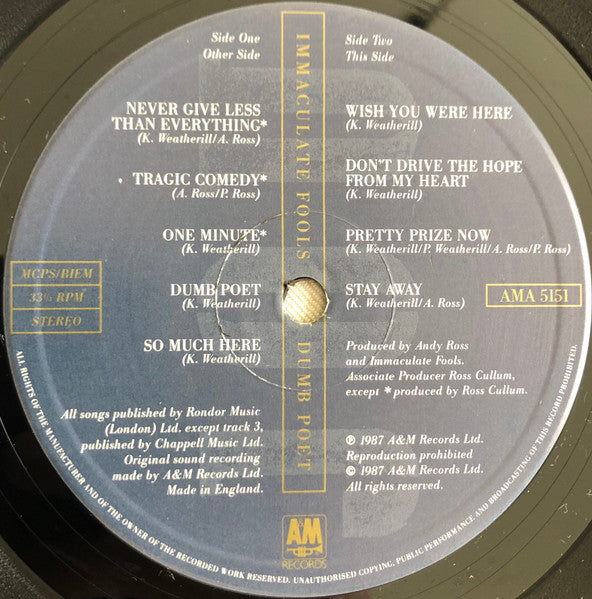 Side One
Other Side
NEVER GIVE LESS
THAN EVERYTHING*
(K. Weatherill/A. Ross)
TRAGIC COMEDY*
(A. Ross/P. Ross)
ONE MINUTE*
(K. Weatherill)
DUMB POET
(K. Weatherill)
SO MUCH HERE
(K. Weatherill)
All songs published by Rondor Music
(London) Ltd. except track 3,
published by Chappell Music Ltd.
Original sound recording
made by A&M Records Ltd.
Made in England.
MCPS/BIEM
33⅓ RPM
STEREO
IMMACULATE FOOLS DUMB POET
Side Two
This Side
WISH YOU WERE HERE
(K. Weatherill)
DON'T DRIVE THE HOPE
FROM MY HEART
(K. Weatherill)
PRETTY PRIZE NOW
(K. Weatherill/P. Weatherill/A. Ross/P. Ross)
STAY AWAY
(K. Weatherill/A. Ross)
AMA 5151
Produced by Andy Ross
and Immaculate Fools.
Associate Producer Ross Cullum,
except * produced by Ross Cullum.
℗ 1987 A&M Records Ltd.
Reproduction prohibited
© 1987 A&M Records Ltd.
All rights reserved.
A&M
RECORDS
ALL RIGHTS OF THE MANUFACTURER AND OF THE OWNER OF THE RECORDED WORK RESERVED. UNAUTHORISED COPYING, PUBLIC PERFORMANCE AND BROADCASTING OF THIS RECORD PROHIBITED.